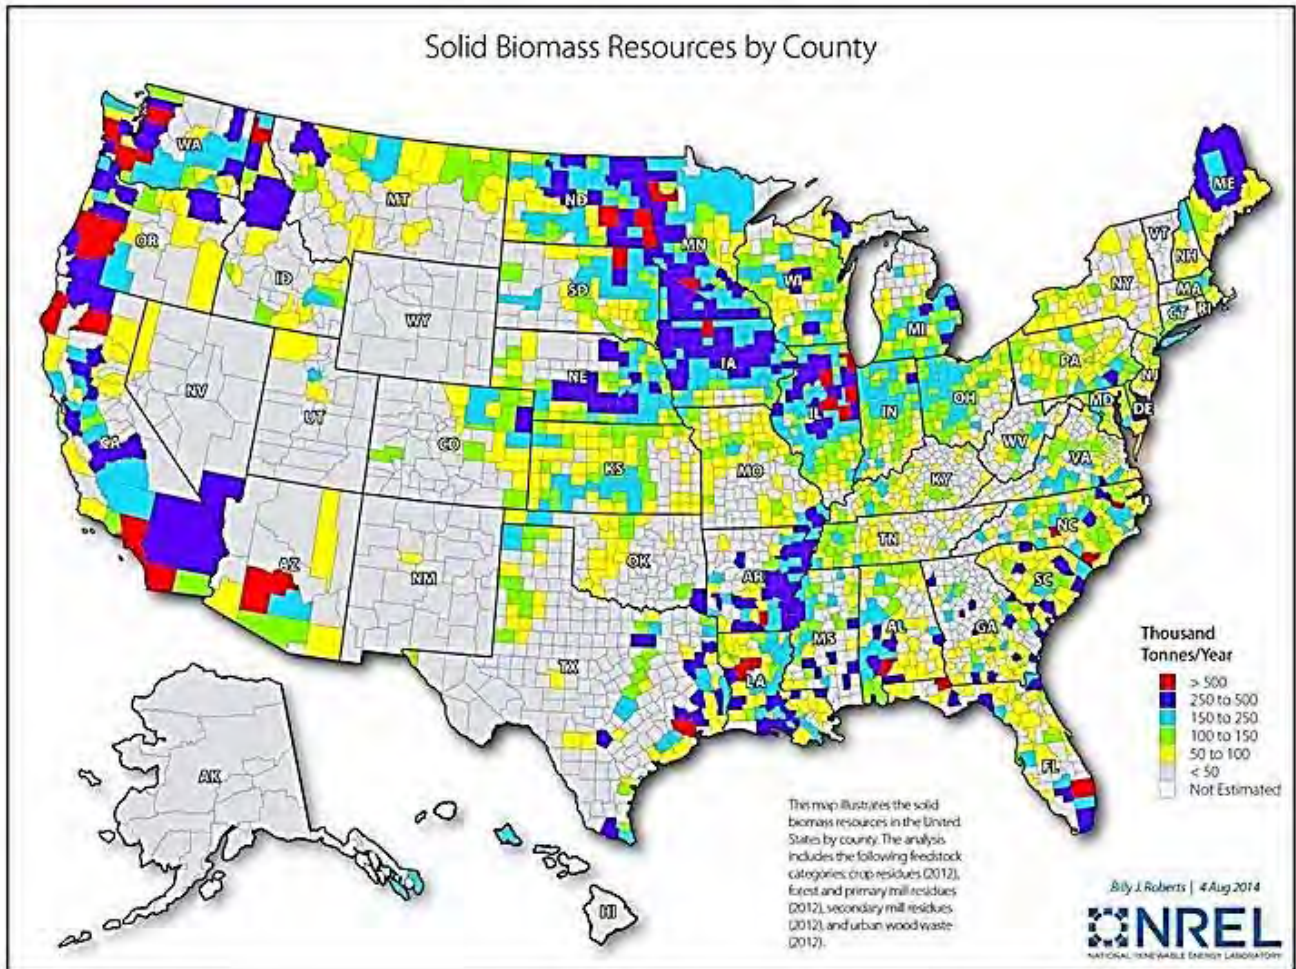 Solid Biomass Resources by County
WA
MT
ND
MN
ME
OR
ID
SD
WI
VT
NH
NY
MA
CT RI
WY
MI
NV
UT
CO
NE
IA
IL
IN
OH
PA
NJ
MD
DE
CA
KS
MO
KY
WV
VA
AZ
NM
OK
AR
TN
NC
SC
TX
LA
MS
AL
GA
FL
AK
HI
Thousand
Tonnes/Year
> 500
250 to 500
150 to 250
100 to 150
50 to 100
< 50
Not Estimated
This map illustrates the solid
biomass resources in the United
States by county. The analysis
includes the following feedstock
categories: crop residues (2012),
forest and primary mill residues
(2012), secondary mill residues
(2012), and urban wood waste
(2012).
Billy J. Roberts | 4 Aug 2014
NREL
NATIONAL RENEWABLE ENERGY LABORATORY